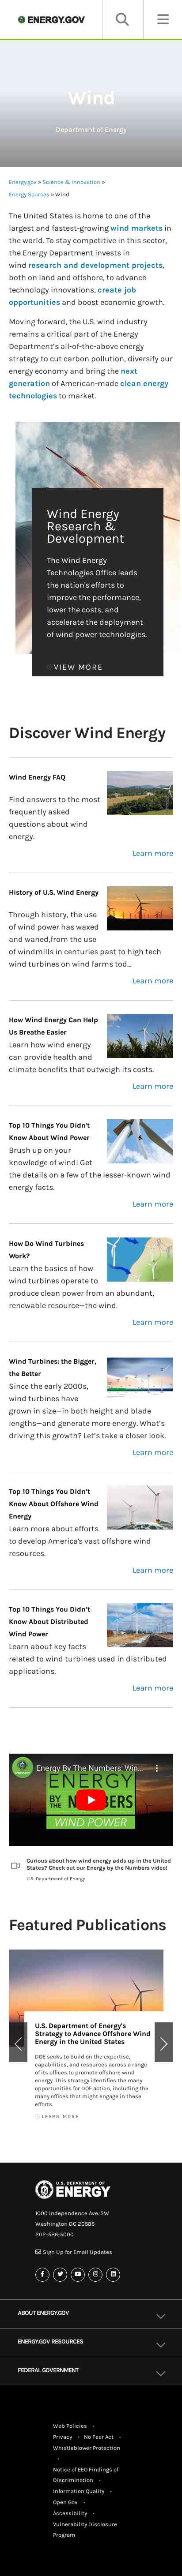 ENERGY.GOV
Wind
Department of Energy
Energy.gov » Science & Innovation »
Energy Sources » Wind
The United States is home to one of
largest and fastest-growing wind markets in
the world. To stay competitive in this sector,
the Energy Department invests in
wind research and development projects,
both on land and offshore, to advance
technology innovations, create job
opportunities and boost economic growth.
Moving forward, the U.S. wind industry
remains a critical part of the Energy
Department's all-of-the-above energy
strategy to cut carbon pollution, diversify our
energy economy and bring the next
generation of American-made clean energy
technologies to market.
Wind Energy
Research &
Development
The Wind Energy
Technologies Office leads
the nation's efforts to
improve the performance,
lower the costs, and
accelerate the deployment
of wind power technologies.
VIEW MORE
Discover Wind Energy
Wind Energy FAQ
Find answers to the most
frequently asked
questions about wind
energy.
Learn more
History of U.S. Wind Energy
Through history, the use
of wind power has waxed
and waned,from the use
of windmills in centuries past to high tech
wind turbines on wind farms tod...
Learn more
How Wind Energy Can Help
Us Breathe Easier
Learn how wind energy
can provide health and
climate benefits that outweigh its costs.
Learn more
Top 10 Things You Didn't
Know About Wind Power
Brush up on your
knowledge of wind! Get
the details on a few of the lesser-known wind
energy facts.
Learn more
How Do Wind Turbines
Work?
Learn the basics of how
wind turbines operate to
produce clean power from an abundant,
renewable resource—the wind.
Learn more
Wind Turbines: the Bigger,
the Better
Since the early 2000s,
wind turbines have
grown in size—in both height and blade
lengths—and generate more energy. What's
driving this growth? Let's take a closer look.
Learn more
Top 10 Things You Didn't
Know About Offshore Wind
Energy
Learn more about efforts
to develop America's vast offshore wind
resources.
Learn more
Top 10 Things You Didn't
Know About Distributed
Wind Power
Learn about key facts
related to wind turbines used in distributed
applications.
Learn more
Energy By The Numbers: Win...
ENERGY
BY THE
NUMBERS
WIND POWER
Curious about how wind energy adds up in the United
States? Check out our Energy by the Numbers video!
U.S. Department of Energy
Featured Publications
U.S. Department of Energy's
Strategy to Advance Offshore Wind
Energy in the United States
DOE seeks to build on the expertise,
capabilities, and resources across a range
of its offices to promote offshore wind
energy. This strategy identifies the many
opportunities for DOE action, including the
many offices that might engage in these
efforts.
LEARN MORE
U.S. DEPARTMENT OF
ENERGY
1000 Independence Ave. SW
Washington DC 20585
202-586-5000
Sign Up for Email Updates
ABOUT ENERGY.GOV
ENERGY.GOV RESOURCES
FEDERAL GOVERNMENT
Web Policies •
Privacy • No Fear Act •
Whistleblower Protection
•
Notice of EEO Findings of
Discrimination •
Information Quality •
Open Gov •
Accessibility •
Vulnerability Disclosure
Program